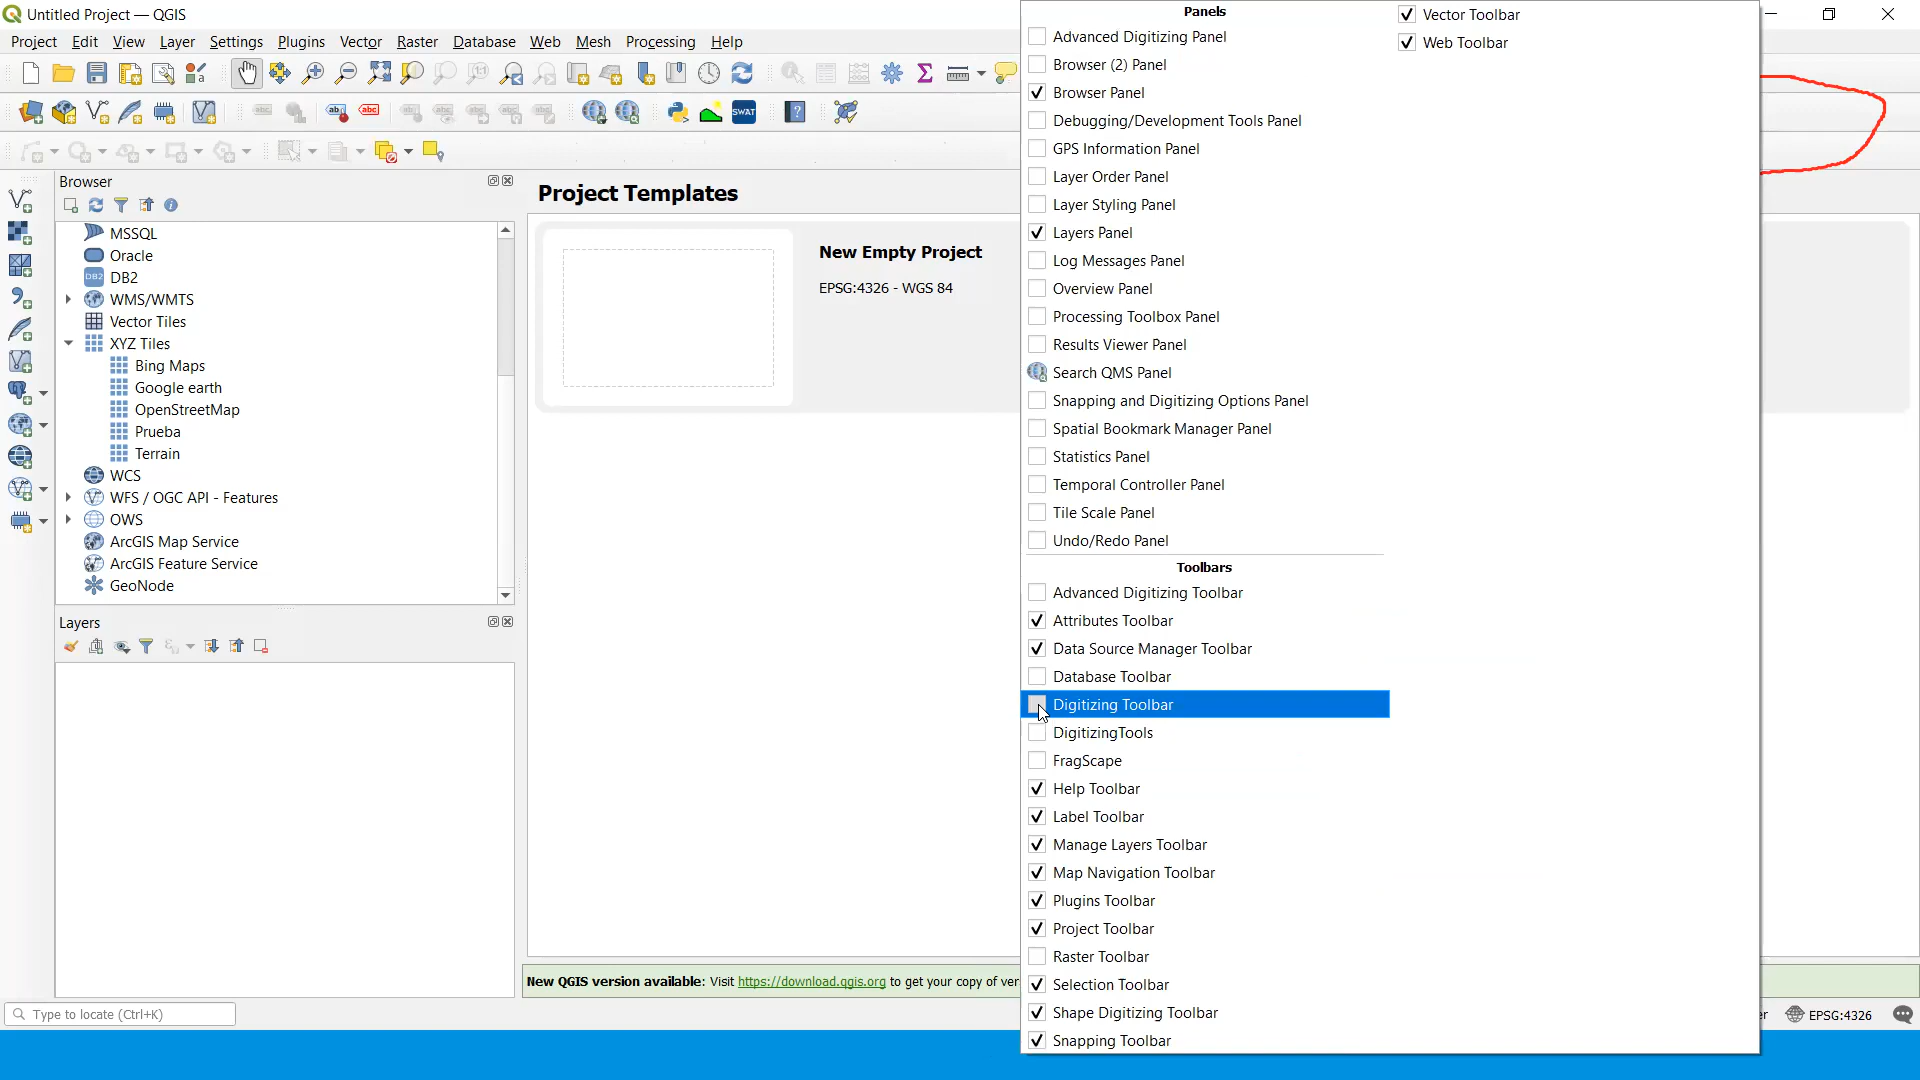 Untitled Project — QGIS
Project Edit View Layer Settings Plugins Vector Raster Database Web Mesh Processing Help
abc abc
SWAT
Browser
MSSQL
Oracle
DB2 DB2
WMS/WMTS
Vector Tiles
XYZ Tiles
Bing Maps
Google earth
OpenStreetMap
Prueba
Terrain
WCS
WFS / OGC API - Features
OWS
ArcGIS Map Service
ArcGIS Feature Service
GeoNode
Layers
Type to locate (Ctrl+K)
Project Templates
New Empty Project
EPSG:4326 - WGS 84
New QGIS version available: Visit https://download.qgis.org to get your copy of ver
Panels
Advanced Digitizing Panel
Browser (2) Panel
Browser Panel
Debugging/Development Tools Panel
GPS Information Panel
Layer Order Panel
Layer Styling Panel
Layers Panel
Log Messages Panel
Overview Panel
Processing Toolbox Panel
Results Viewer Panel
Search QMS Panel
Snapping and Digitizing Options Panel
Spatial Bookmark Manager Panel
Statistics Panel
Temporal Controller Panel
Tile Scale Panel
Undo/Redo Panel
Toolbars
Advanced Digitizing Toolbar
Attributes Toolbar
Data Source Manager Toolbar
Database Toolbar
Digitizing Toolbar
DigitizingTools
FragScape
Help Toolbar
Label Toolbar
Manage Layers Toolbar
Map Navigation Toolbar
Plugins Toolbar
Project Toolbar
Raster Toolbar
Selection Toolbar
Shape Digitizing Toolbar
Snapping Toolbar
Vector Toolbar
Web Toolbar
er EPSG:4326